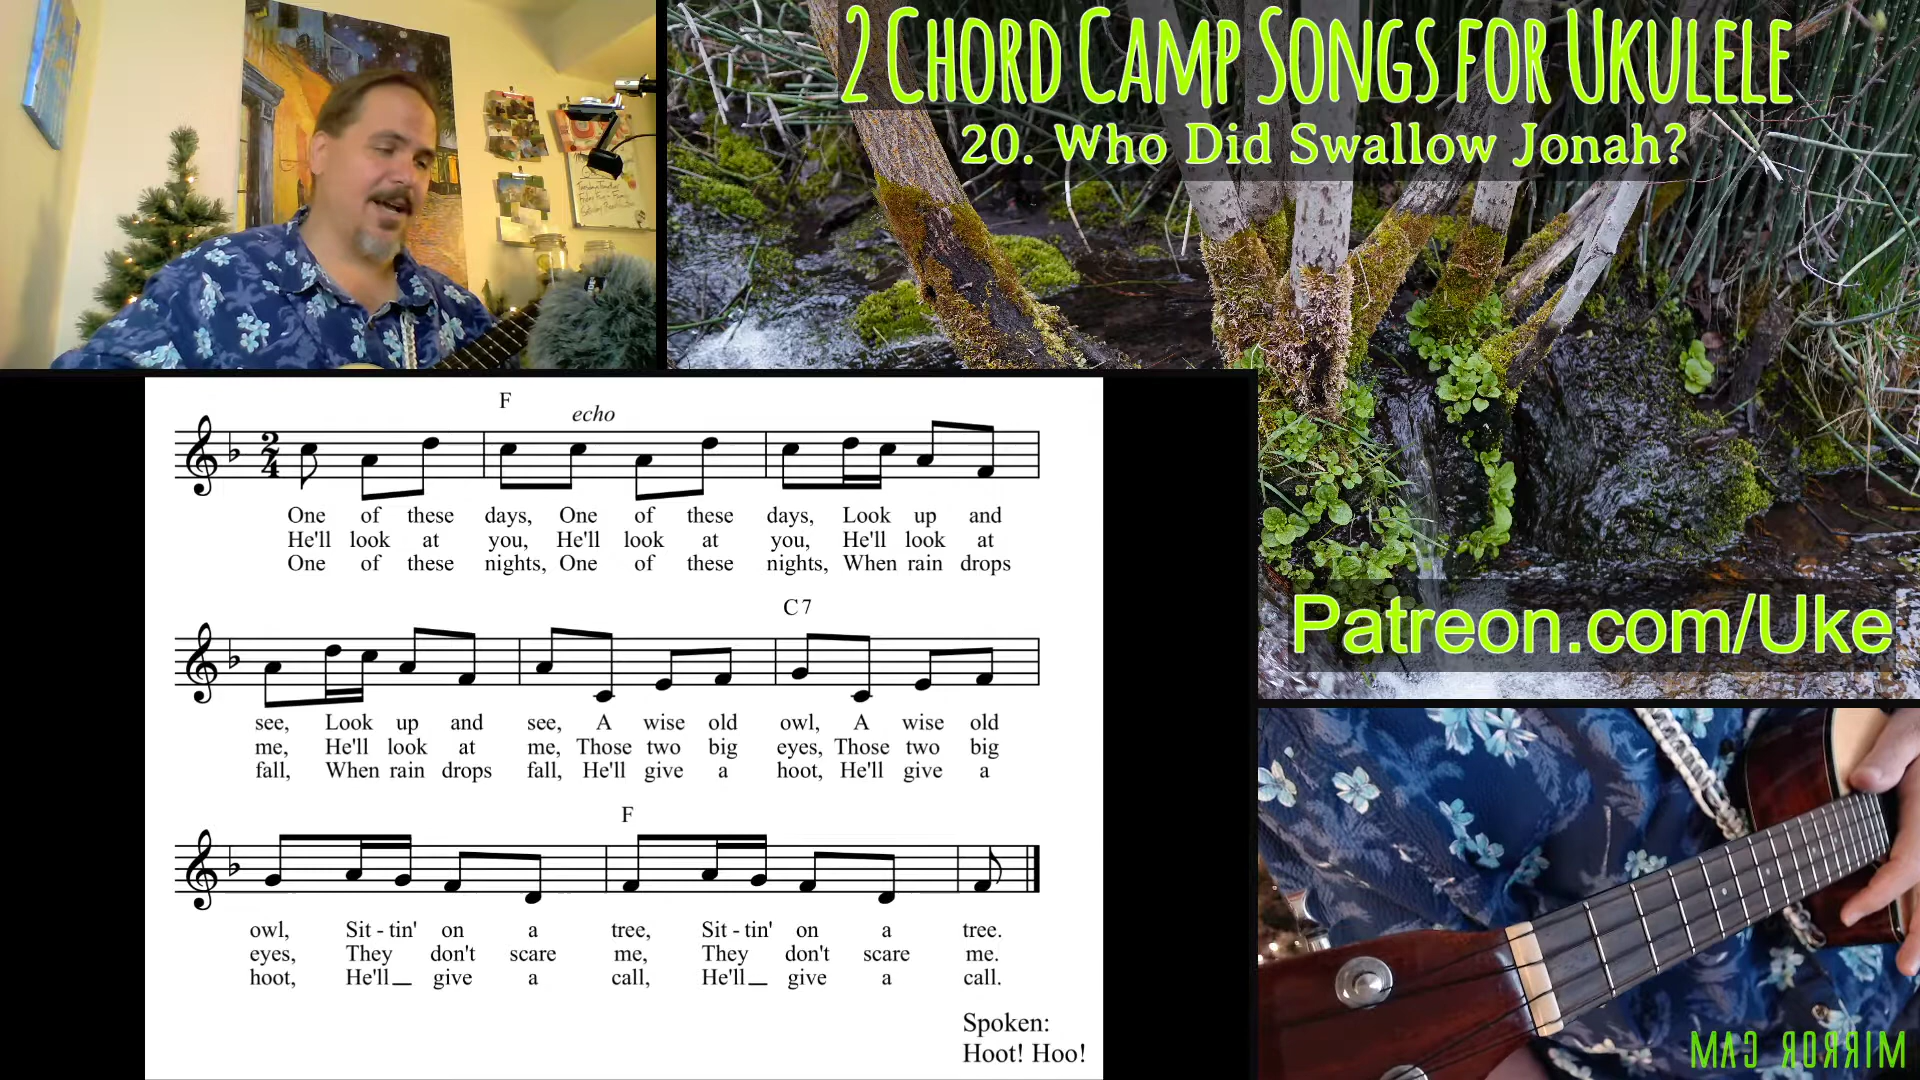 2 Chord Camp Songs for Ukulele
20. Who Did Swallow Jonah?
F
echo
2
4
One of these days, One of these days, Look up and
He'll look at you, He'll look at you, He'll look at
One of these nights, One of these nights, When rain drops
C7
see, Look up and see, A wise old owl, A wise old
me, He'll look at me, Those two big eyes, Those two big
fall, When rain drops fall, He'll give a hoot, He'll give a
F
owl, Sit - tin' on a tree, Sit - tin' on a tree.
eyes, They don't scare me, They don't scare me.
hoot, He'll give a call, He'll give a call.
Spoken:
Hoot! Hoo!
Patreon.com/Uke
MIRROR CAM